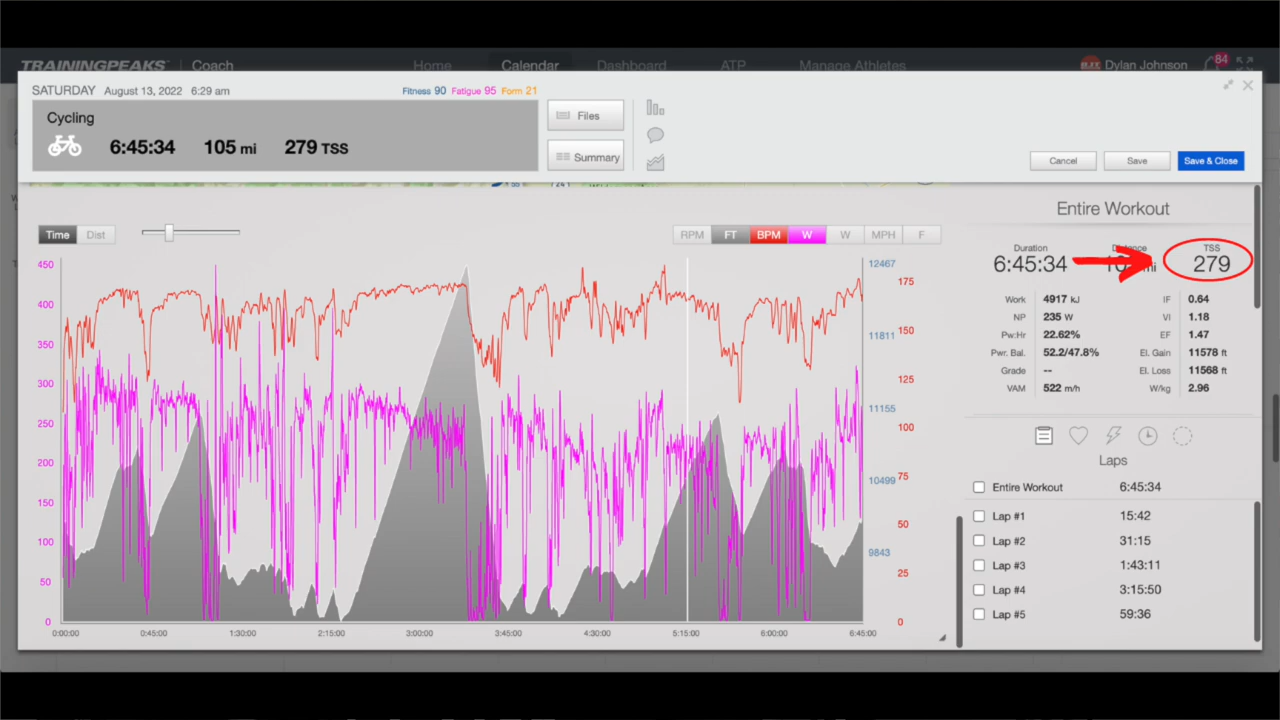 TRAININGPEAKS Coach Home Calendar Dashboard ATP Manage Athletes Dylan Johnson 84
SATURDAY August 13, 2022 6:29 am Fitness 90 Fatigue 95 Form 21
Cycling
6:45:34 105 mi 279 TSS
Files
Summary
Cancel Save Save & Close
Entire Workout
Time Dist RPM FT BPM W W MPH F
Duration Distance TSS
6:45:34 mi 279
Work 4917 kJ IF 0.64
NP 235 W VI 1.18
Pw:Hr 22.62% EF 1.47
Pwr. Bal. 52.2/47.8% El. Gain 11578 ft
Grade -- El. Loss 11568 ft
VAM 522 m/h W/kg 2.96
Laps
Entire Workout 6:45:34
Lap #1 15:42
Lap #2 31:15
Lap #3 1:43:11
Lap #4 3:15:50
Lap #5 59:36
450
400
350
300
250
200
150
100
50
0
12467
11811
11155
10499
9843
175
150
125
100
75
50
25
0
0:00:00 0:45:00 1:30:00 2:15:00 3:00:00 3:45:00 4:30:00 5:15:00 6:00:00 6:45:00